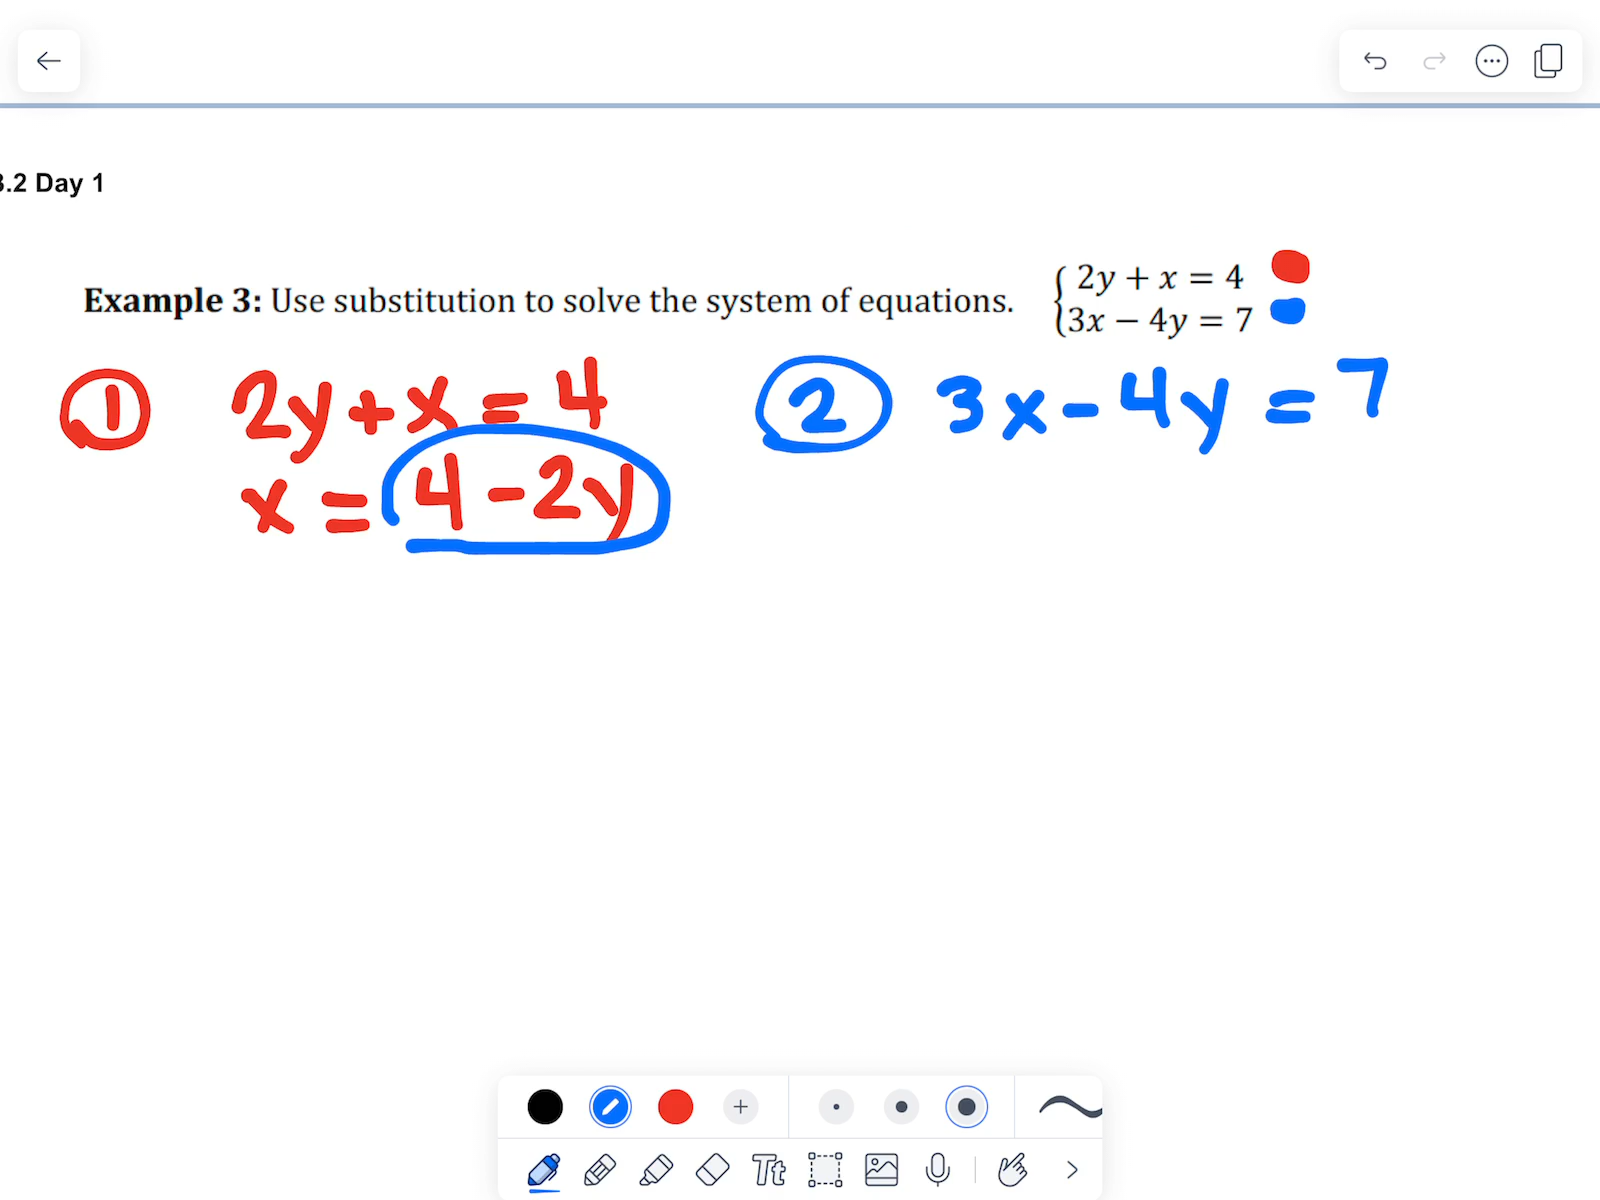 .2 Day 1
Example 3: Use substitution to solve the system of equations.
2y + x = 4
3x − 4y = 7
① 2y+x=4
x = 4-2y
② 3x-4y=7
Tt